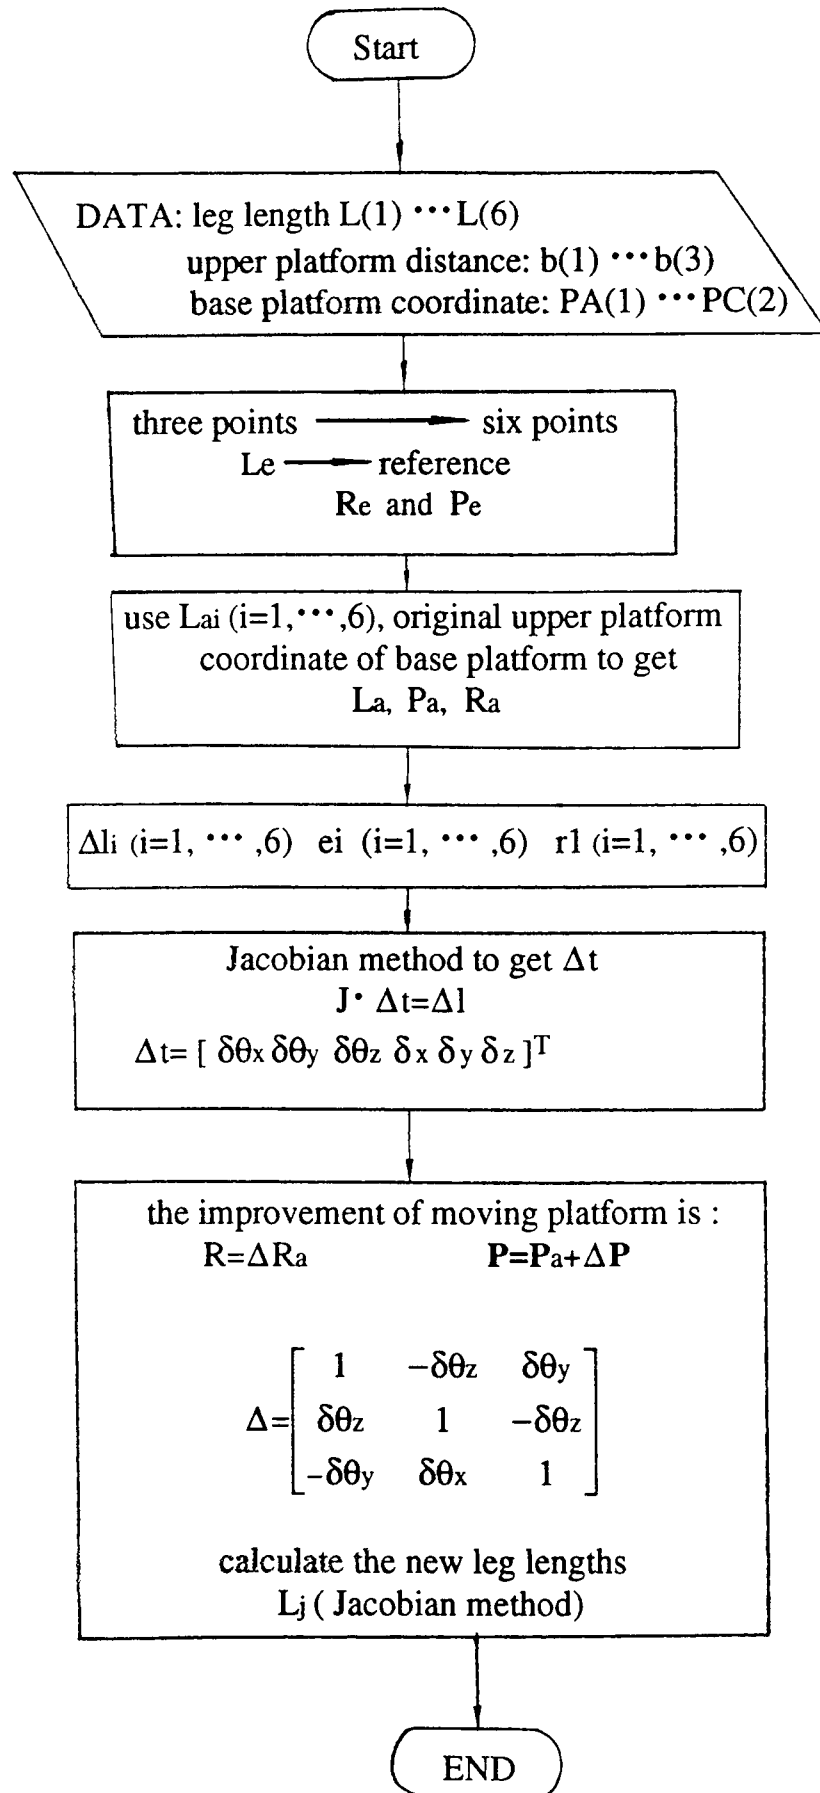 Start
DATA: leg length L(1) ··· L(6)
upper platform distance: b(1) ··· b(3)
base platform coordinate: PA(1) ··· PC(2)
three points → six points
Le → reference
Re and Pe
use Lai (i=1, ··· ,6), original upper platform
coordinate of base platform to get
La, Pa, Ra
Δli (i=1, ··· ,6) ei (i=1, ··· ,6) r1 (i=1, ··· ,6)
Jacobian method to get Δt
J· Δt=Δl
Δt= [ δθx δθy δθz δx δy δz ]T
the improvement of moving platform is :
R=ΔRa P=Pa+ΔP
1 -δθz δθy
Δ= δθz 1 -δθz
-δθy δθx 1
calculate the new leg lengths
Lj ( Jacobian method)
END